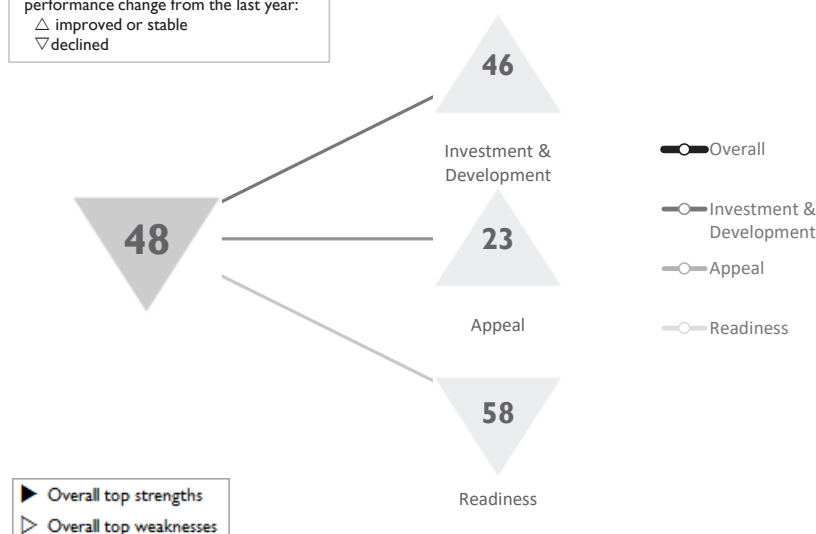 performance change from the last year:
△ improved or stable
▽ declined
46
Investment &
Development
48
23
Appeal
58
Readiness
Overall
Investment &
Development
Appeal
Readiness
▶ Overall top strengths
▷ Overall top weaknesses